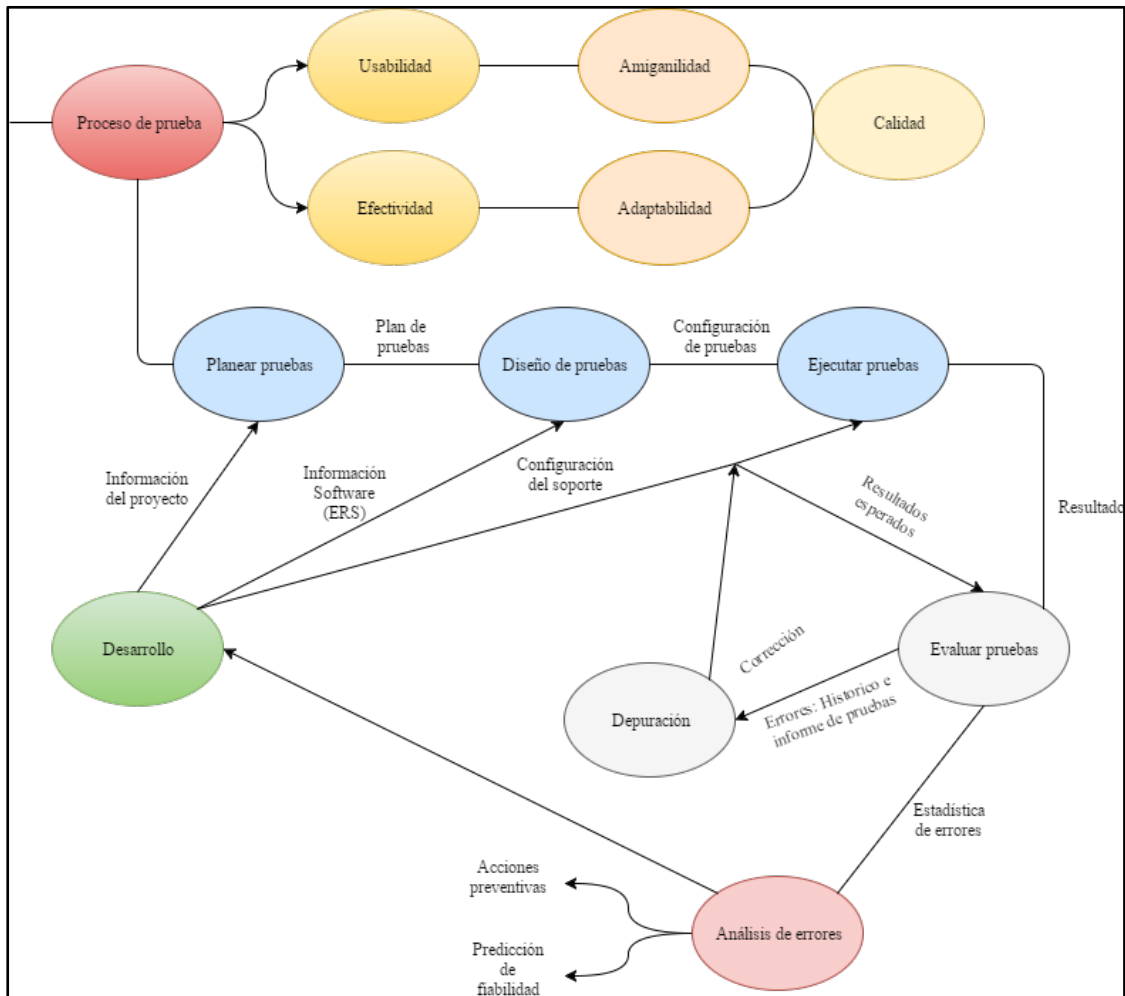 Usabilidad
Amiganilidad
Proceso de prueba
Calidad
Efectividad
Adaptabilidad
Plan de
pruebas
Configuración
de pruebas
Planear pruebas
Diseño de pruebas
Ejecutar pruebas
Información
del proyecto
Información
Software
(ERS)
Configuración
del soporte
Resultados
esperados
Resultado
Desarrollo
Corrección
Evaluar pruebas
Depuración
Errores: Historico e
informe de pruebas
Estadística
de errores
Acciones
preventivas
Análisis de errores
Predicción
de
fiabilidad